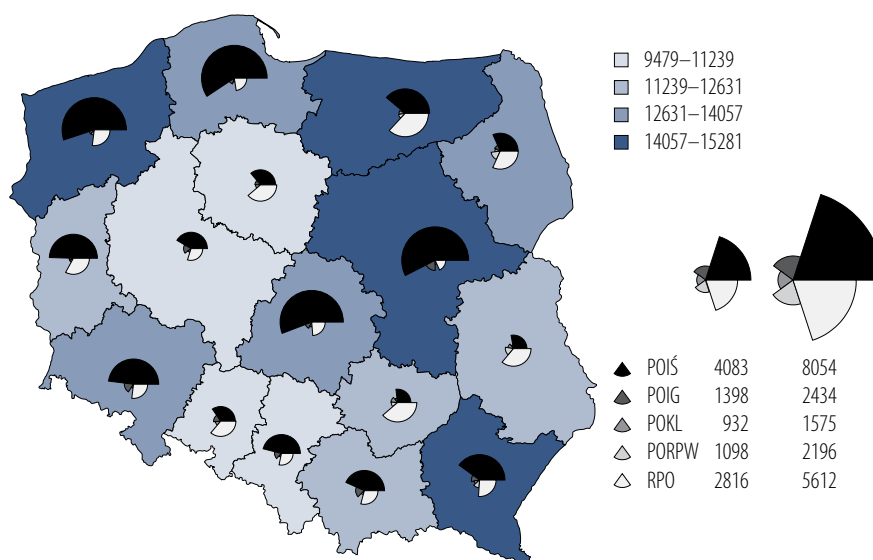 9479–11239
11239–12631
12631–14057
14057–15281
POIŚ 4083 8054
POIG 1398 2434
POKL 932 1575
PORPW 1098 2196
RPO 2816 5612